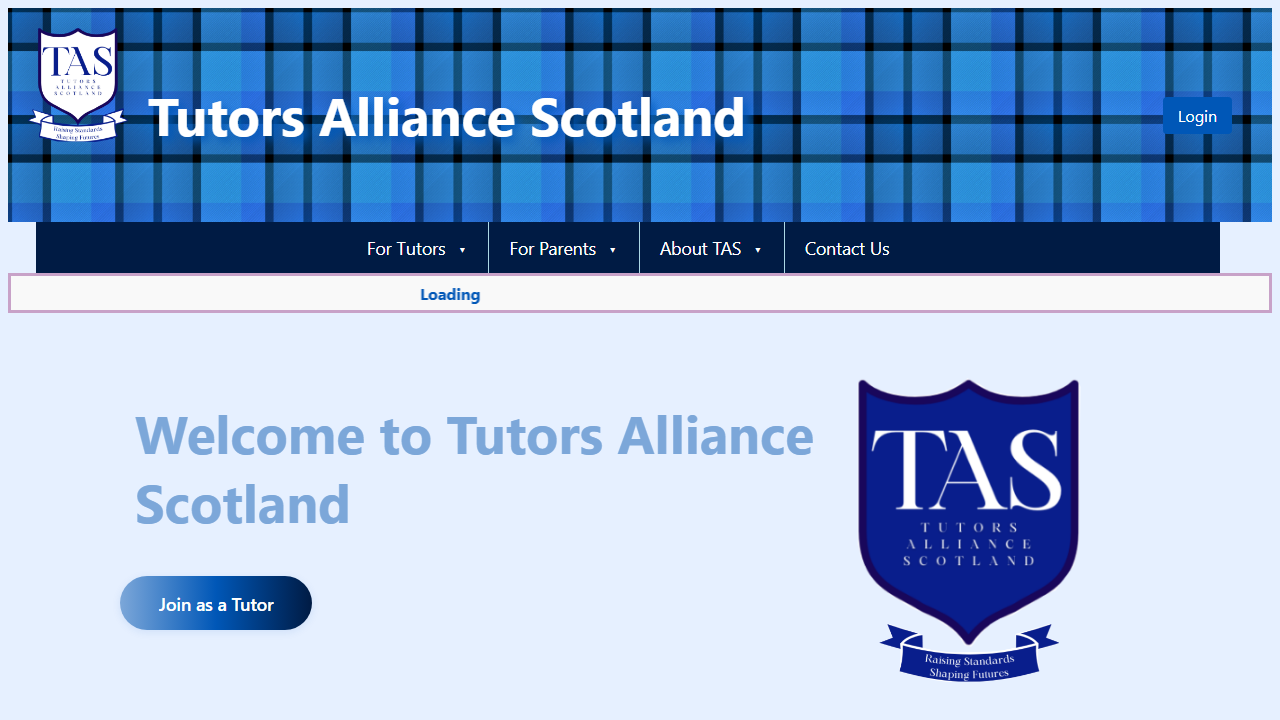 TAS
TUTORS
ALLIANCE
SCOTLAND
Raising Standards
Shaping Futures
Tutors Alliance Scotland
Login
For Tutors ▾
For Parents ▾
About TAS ▾
Contact Us
Loading
Welcome to Tutors Alliance
Scotland
Join as a Tutor
TAS
TUTORS
ALLIANCE
SCOTLAND
Raising Standards
Shaping Futures